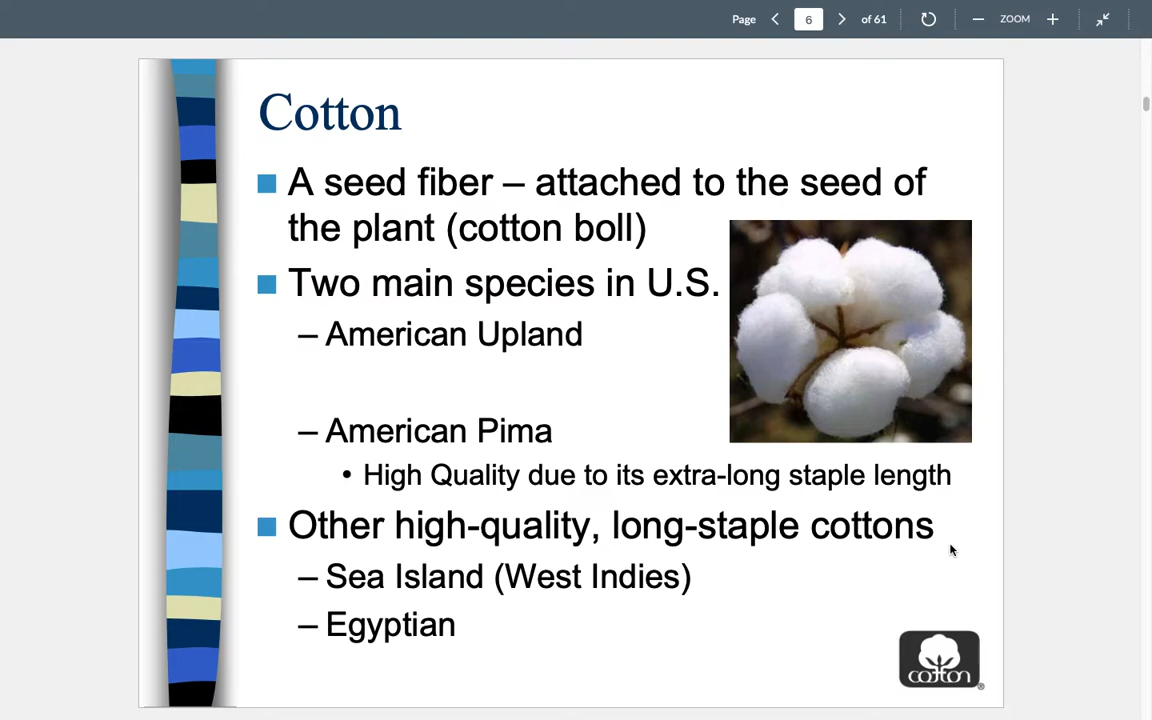 Page 6 of 61 ZOOM
Cotton
A seed fiber – attached to the seed of
the plant (cotton boll)
Two main species in U.S.
– American Upland
– American Pima
• High Quality due to its extra-long staple length
Other high-quality, long-staple cottons
– Sea Island (West Indies)
– Egyptian
cotton
®